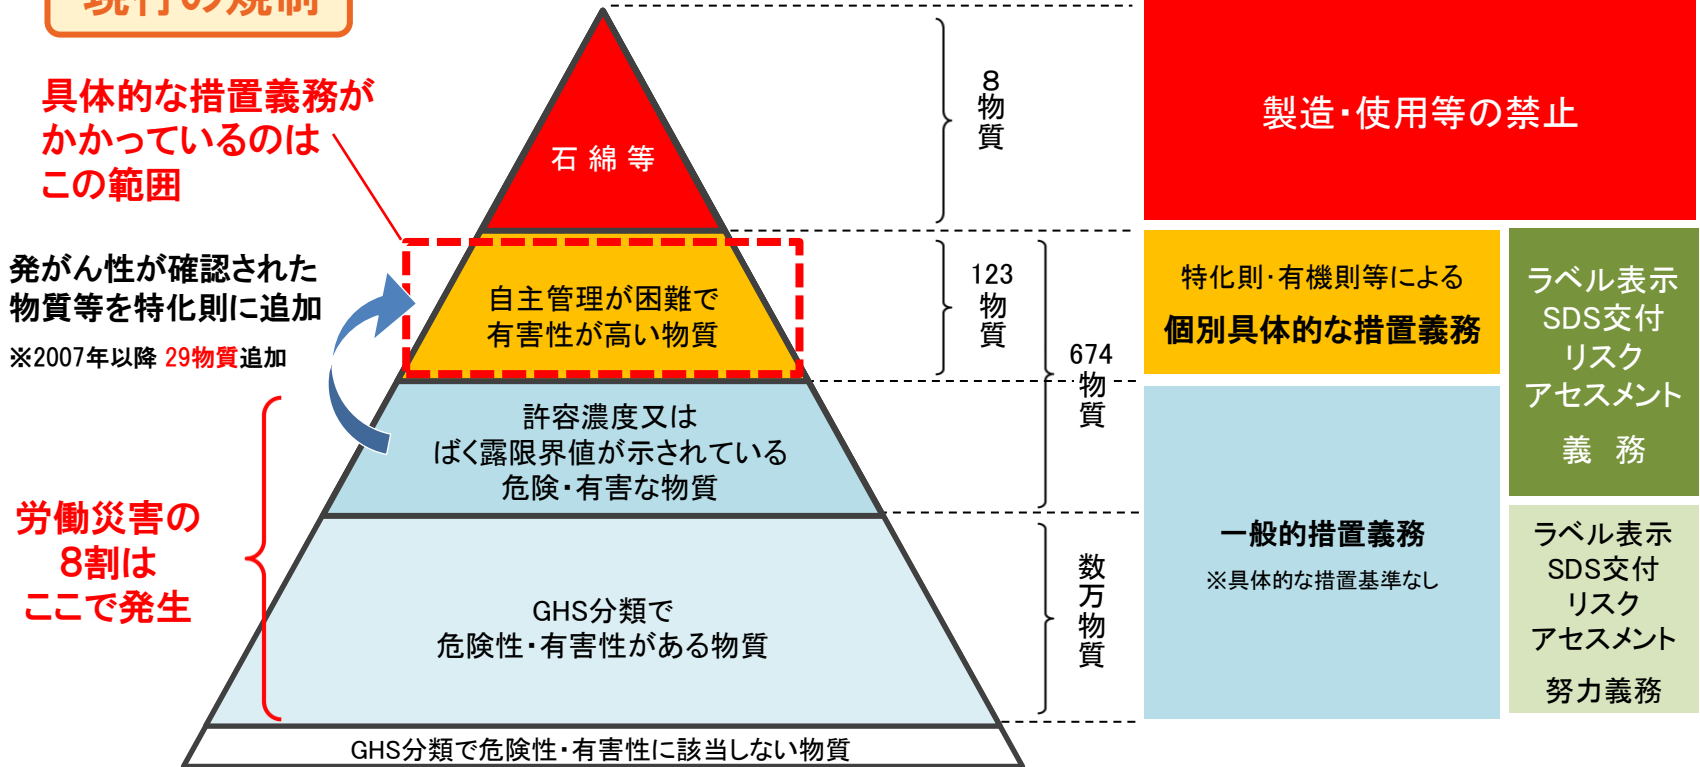 現行の規制
具体的な措置義務が
かかっているのは
この範囲
発がん性が確認された
物質等を特化則に追加
※2007年以降 29物質追加
労働災害の
8割は
ここで発生
石綿等
自主管理が困難で
有害性が高い物質
許容濃度又は
ばく露限界値が示されている
危険・有害な物質
GHS分類で
危険性・有害性がある物質
GHS分類で危険性・有害性に該当しない物質
8物質
123物質
674物質
数万物質
製造・使用等の禁止
特化則・有機則等による
個別具体的な措置義務
一般的措置義務
※具体的な措置基準なし
ラベル表示
SDS交付
リスク
アセスメント
義 務
ラベル表示
SDS交付
リスク
アセスメント
努力義務